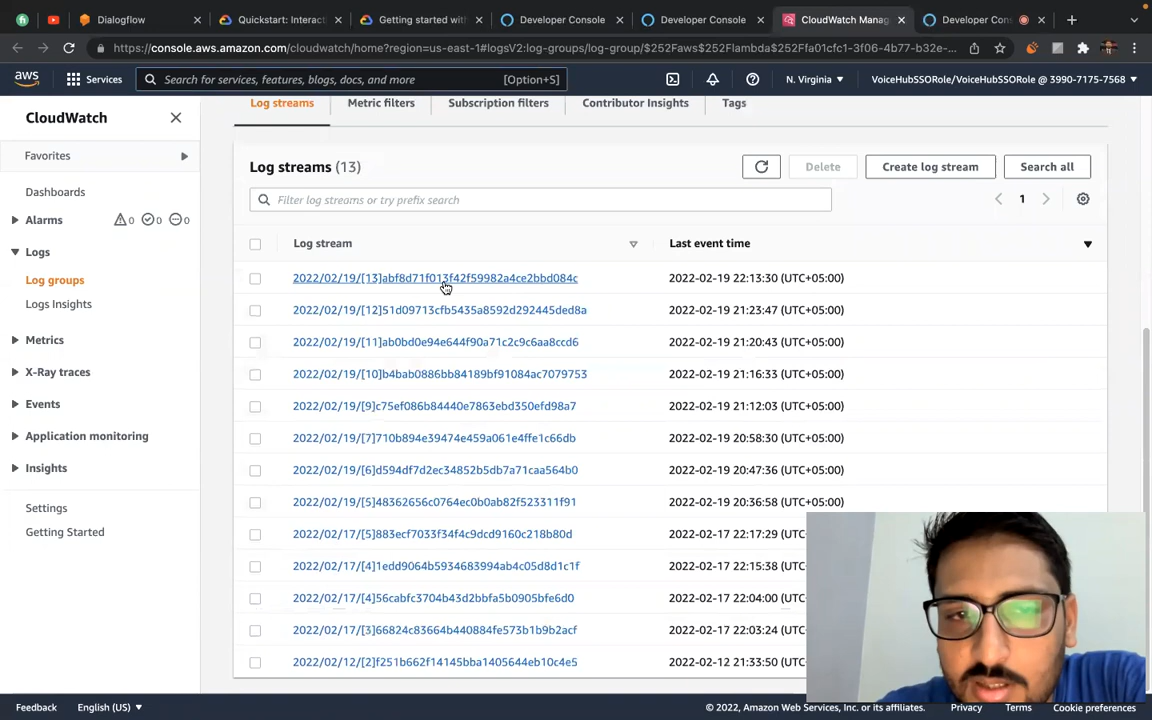 Dialogflow
Quickstart: Interac
Getting started with
Developer Console
Developer Console
CloudWatch Manag
Developer Con
https://console.aws.amazon.com/cloudwatch/home?region=us-east-1#logsV2:log-groups/log-group/$252Faws$252Flambda$252Ffa01cfc1-3f06-4b77-b32e-...
aws
Services
Search for services, features, blogs, docs, and more
[Option+S]
N. Virginia
VoiceHubSSORole/VoiceHubSSORole @ 3990-7175-7568
CloudWatch
Favorites
Dashboards
Alarms
0
0
0
Logs
Log groups
Logs Insights
Metrics
X-Ray traces
Events
Application monitoring
Insights
Settings
Getting Started
Log streams
Metric filters
Subscription filters
Contributor Insights
Tags
Log streams (13)
Delete
Create log stream
Search all
Filter log streams or try prefix search
1
Log stream
Last event time
2022/02/19/[13]abf8d71f013f42f59982a4ce2bbd084c 2022-02-19 22:13:30 (UTC+05:00)
2022/02/19/[12]51d09713cfb5435a8592d292445ded8a 2022-02-19 21:23:47 (UTC+05:00)
2022/02/19/[11]ab0bd0e94e644f90a71c2c9c6aa8ccd6 2022-02-19 21:20:43 (UTC+05:00)
2022/02/19/[10]b4bab0886bb84189bf91084ac7079753 2022-02-19 21:16:33 (UTC+05:00)
2022/02/19/[9]c75ef086b84440e7863ebd350efd98a7 2022-02-19 21:12:03 (UTC+05:00)
2022/02/19/[7]710b894e39474e459a061e4ffe1c66db 2022-02-19 20:58:30 (UTC+05:00)
2022/02/19/[6]d594df7d2ec34852b5db7a71caa564b0 2022-02-19 20:47:36 (UTC+05:00)
2022/02/19/[5]48362656c0764ec0b0ab82f523311f91 2022-02-19 20:36:58 (UTC+05:00)
2022/02/17/[5]883ecf7033f34f4c9dcd9160c218b80d 2022-02-17 22:17:29 (UTC
2022/02/17/[4]1edd9064b5934683994ab4c05d8d1c1f 2022-02-17 22:15:38 (UTC
2022/02/17/[4]56cabfc3704b43d2bbfa5b0905bfe6d0 2022-02-17 22:04:00 (UTC
2022/02/17/[3]66824c83664b440884fe573b1b9b2acf 2022-02-17 22:03:24 (UTC
2022/02/12/[2]f251b662f14145bba1405644eb10c4e5 2022-02-12 21:33:50 (UTC
Feedback
English (US)
© 2022, Amazon Web Services, Inc. or its affiliates.
Privacy
Terms
Cookie preferences